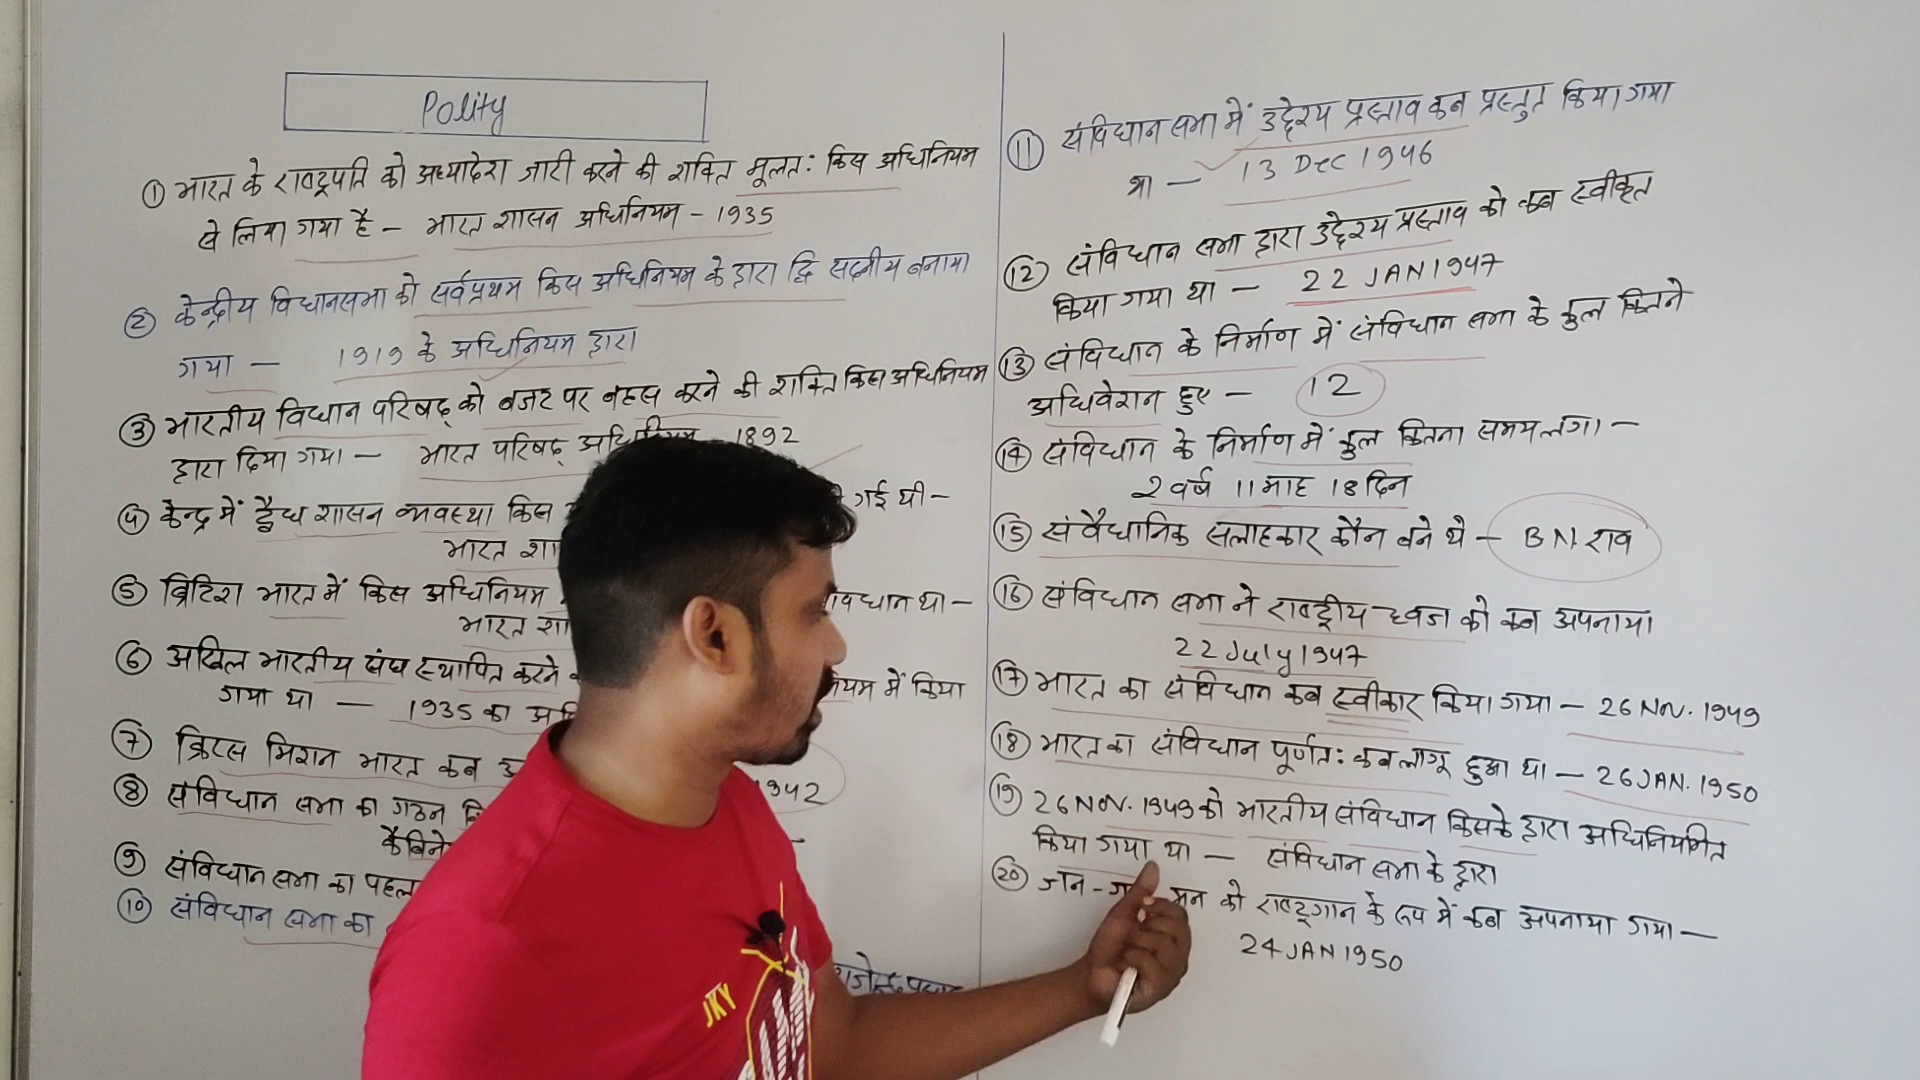 Polity
① भारत के राष्ट्रपति को अध्यादेश जारी करने की शक्ति मूलतः किस अधिनियम
से लिया गया है - भारत शासन अधिनियम - 1935
② केन्द्रीय विधानसभा को सर्वप्रथम किस अधिनियम के द्वारा द्वि सदनीय बनाया
गया - 1919 के अधिनियम द्वारा
③ भारतीय विधान परिषद् को बजट पर बहस करने की शक्ति किस अधिनियम
द्वारा दिया गया - भारत परिषद् 1892
④ केन्द्र में द्वैध शासन व्यवस्था किस गई थी -
भारत
⑤ ब्रिटिश भारत में किस अधिनियम था -
भारत
⑥ अखिल भारतीय संघ स्थापित करने में किया
गया था - 1935 का
⑦ क्रिप्स मिशन भारत कब 1942
⑧ संविधान सभा का गठन
⑨ संविधान सभा का
⑩ संविधान सभा का
JKY
⑪ संविधान सभा में उद्देश्य प्रस्ताव कब प्रस्तुत किया गया
था - 13 Dec 1946
⑫ संविधान सभा द्वारा उद्देश्य प्रस्ताव को कब स्वीकृत
किया गया था - 22 JAN 1947
⑬ संविधान के निर्माण में संविधान सभा के कुल कितने
अधिवेशन हुए - 12
⑭ संविधान के निर्माण में कुल कितना समय लगा -
2 वर्ष 11 माह 18 दिन
⑮ संवैधानिक सलाहकार कौन बने थे - B N. राव
⑯ संविधान सभा ने राष्ट्रीय ध्वज को कब अपनाया
22 July 1947
⑰ भारत का संविधान कब स्वीकार किया गया - 26 Nov. 1949
⑱ भारत का संविधान पूर्णतः कब लागू हुआ था - 26 JAN. 1950
⑲ 26 NOV. 1949 को भारतीय संविधान किसके द्वारा अधिनियमित
किया गया था - संविधान सभा के द्वारा
⑳ जन - मन को राष्ट्रगान के रूप में कब अपनाया गया -
24 JAN 1950